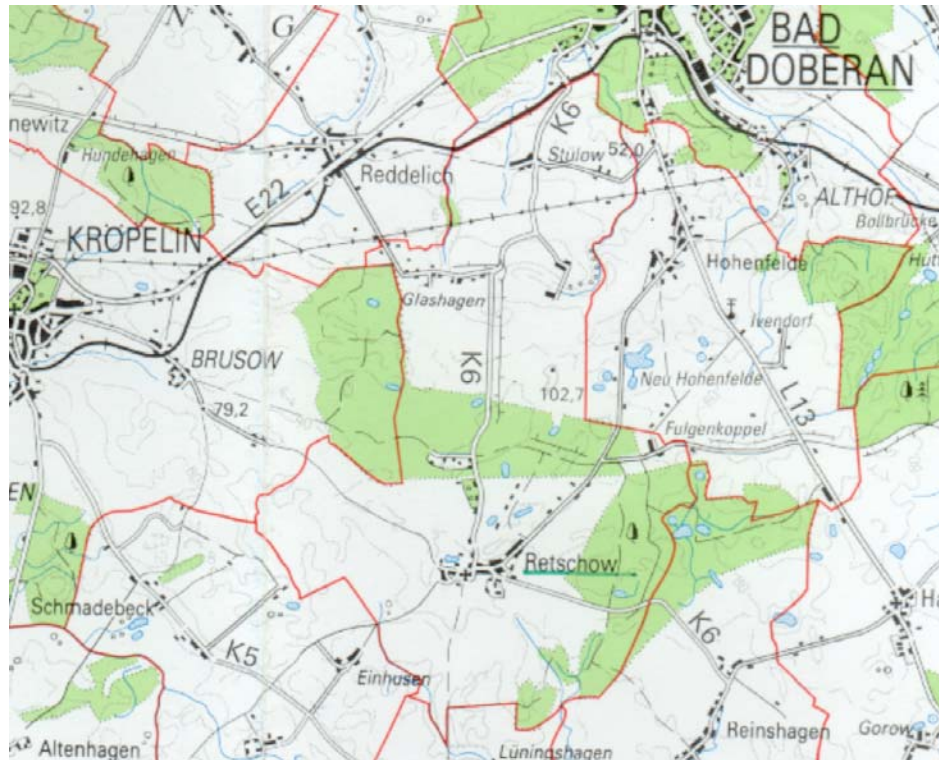 N
G
BAD
DOBERAN
newitz
Hundehagen
K6
Stülow 52,0
Reddelich
E22
ALTHOF
Bollbrücke
92,8
KRÖPELIN
Hohenfelde
Hütt
Glashagen
Ivendorf
BRUSOW
K6
Neu Hohenfelde
L13
102,7
79,2
Fulgenkoppel
EN
Retschow
Schmadebeck
Ha
K5
K6
Einhusen
Reinshagen
Gorow
Altenhagen
Lüningshagen